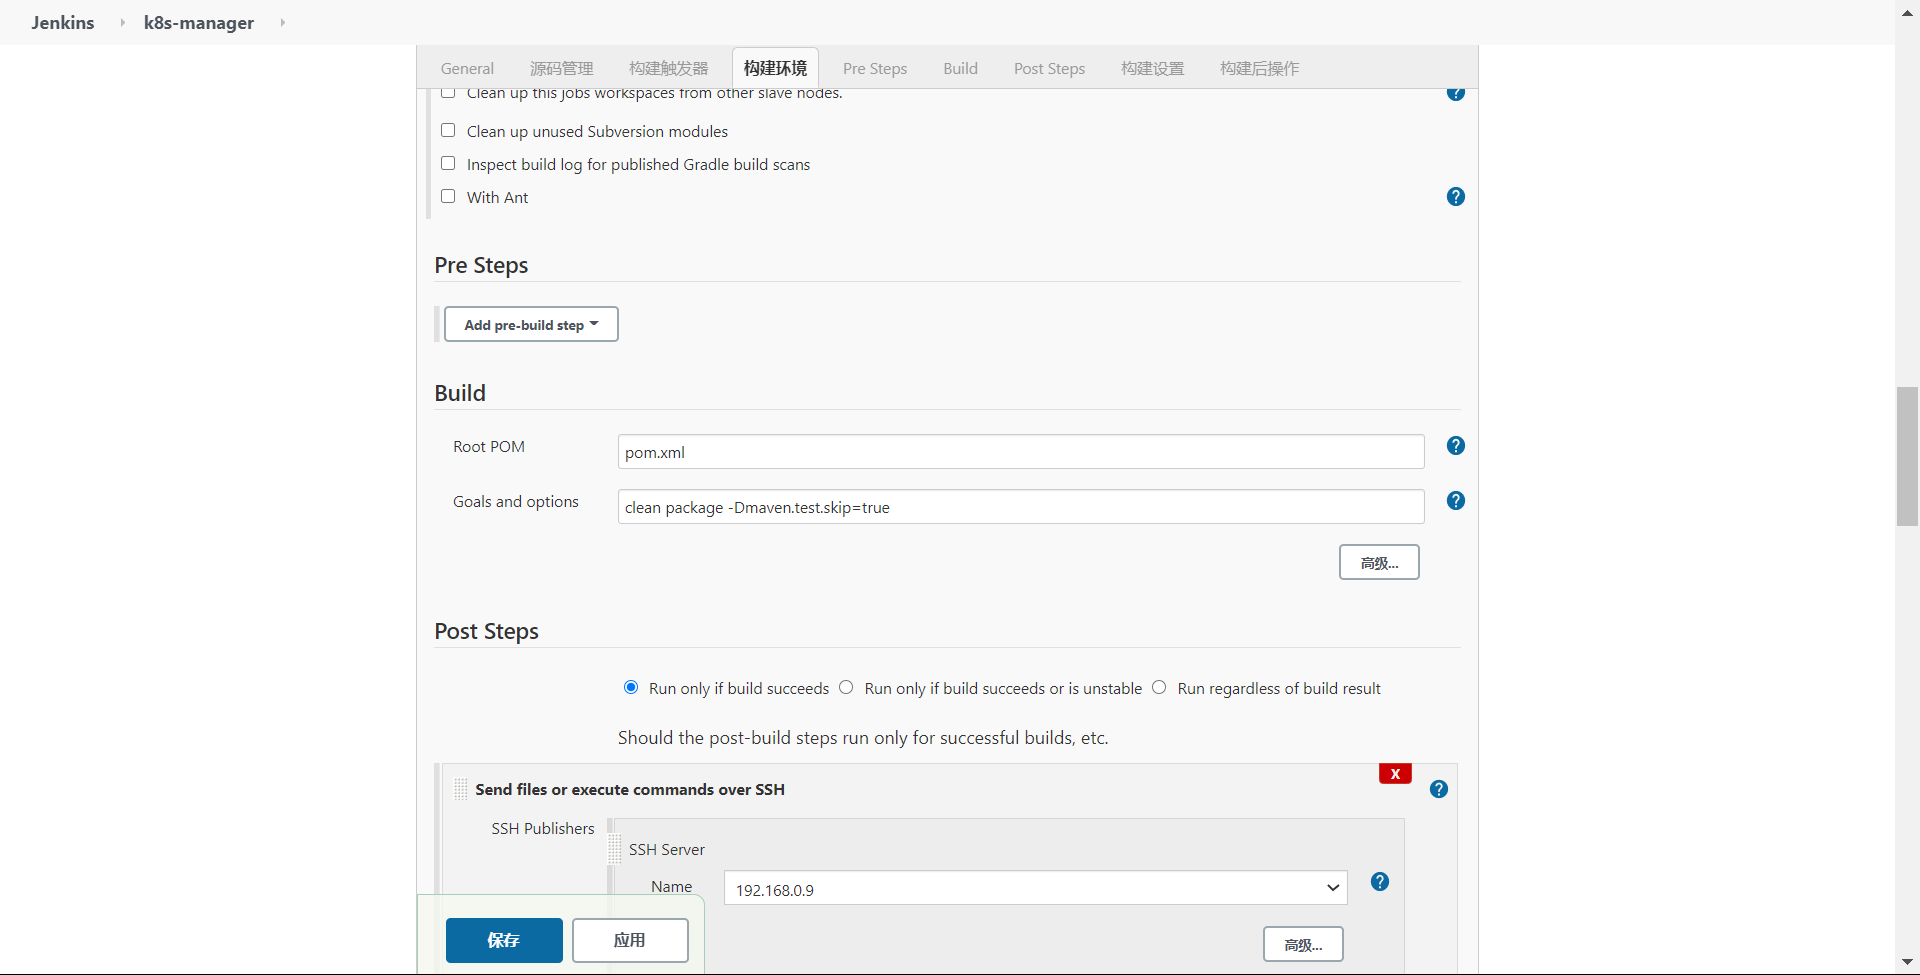 Jenkins k8s-manager
General 源码管理 构建触发器 构建环境 Pre Steps Build Post Steps 构建设置 构建后操作
Clean up this jobs workspaces from other slave nodes. ?
Clean up unused Subversion modules
Inspect build log for published Gradle build scans
With Ant ?
Pre Steps
Add pre-build step
Build
Root POM pom.xml ?
Goals and options clean package -Dmaven.test.skip=true ?
高级...
Post Steps
Run only if build succeeds Run only if build succeeds or is unstable Run regardless of build result
Should the post-build steps run only for successful builds, etc.
X
Send files or execute commands over SSH ?
SSH Publishers
SSH Server
Name 192.168.0.9 ?
保存 应用 高级...